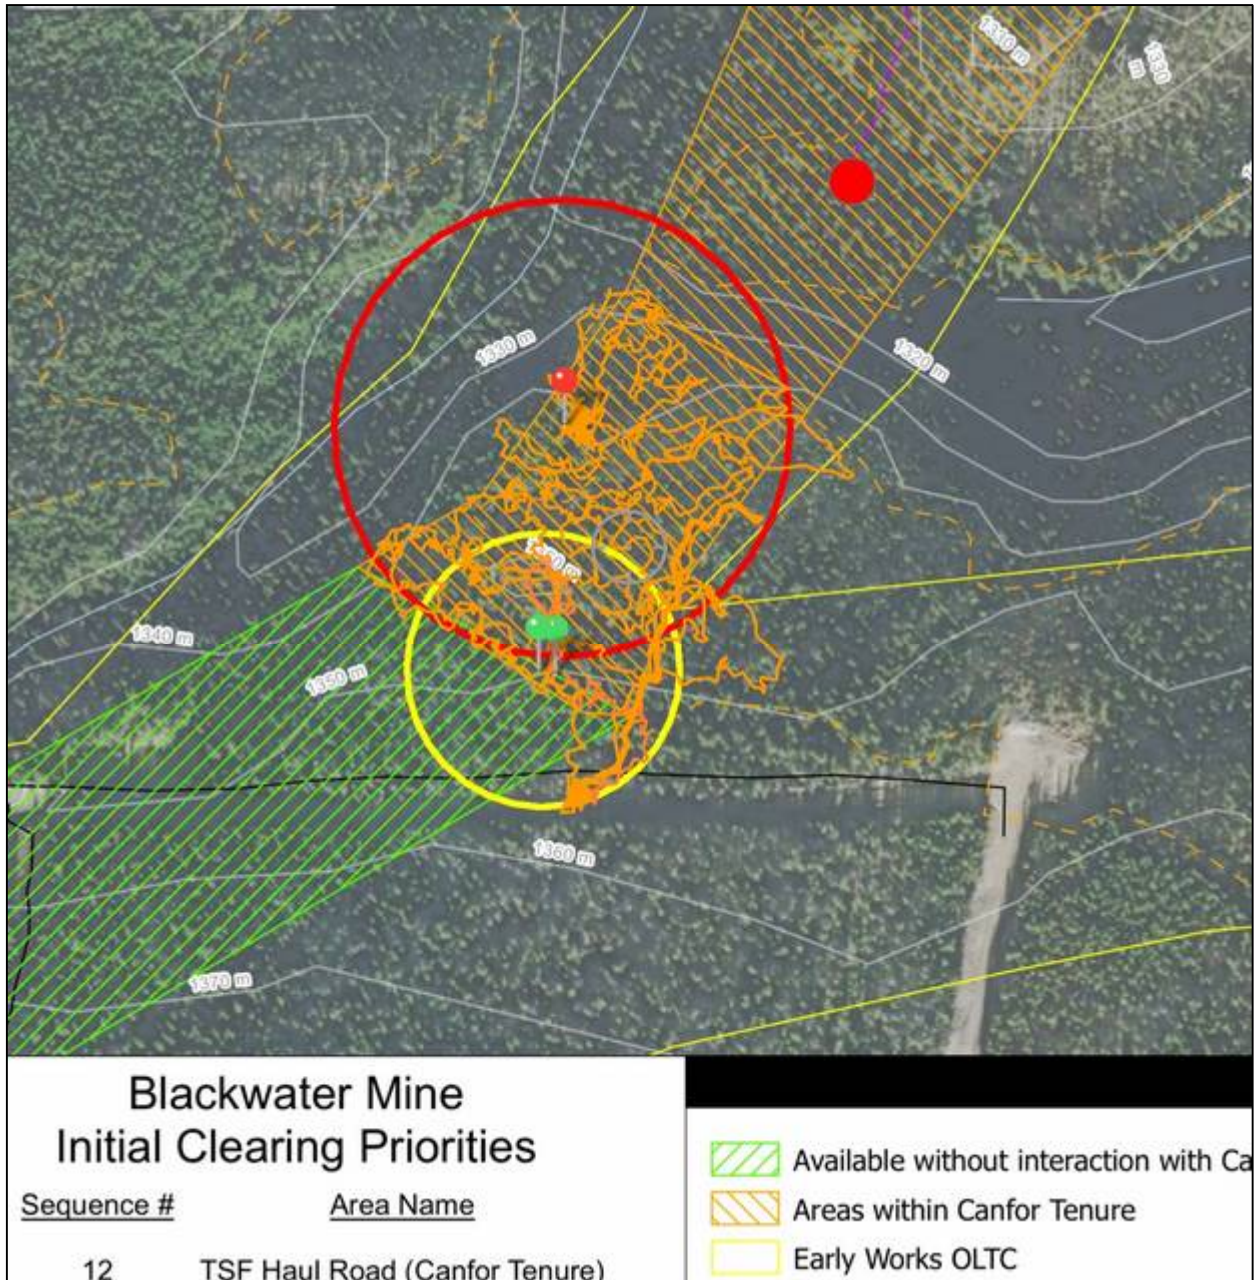 1310 m
1330 m
1330 m
1320 m
1340 m
1350 m
1360 m
1370 m
Blackwater Mine
Initial Clearing Priorities
Sequence # Area Name
12 TSF Haul Road (Canfor Tenure)
Available without interaction with Ca
Areas within Canfor Tenure
Early Works OLTC